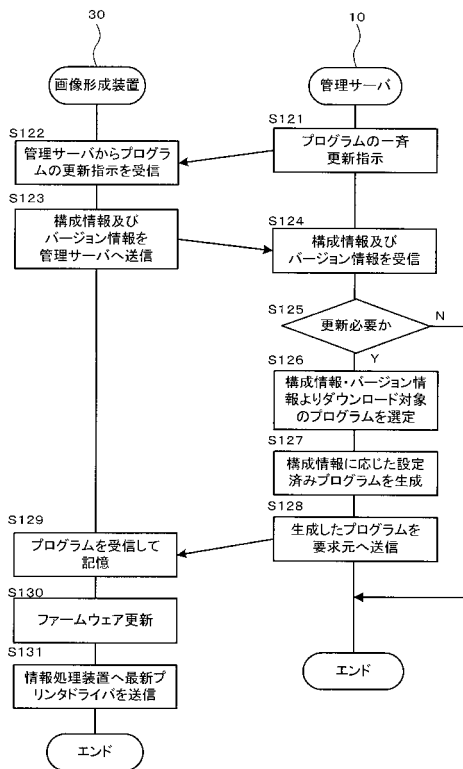 30
10
画像形成装置
管理サーバ
S121
プログラムの一斉
更新指示
S122
管理サーバからプログラ
ムの更新指示を受信
S123
構成情報及び
バージョン情報を
管理サーバへ送信
S124
構成情報及び
バージョン情報を受信
S125
更新必要か
N
Y
S126
構成情報・バージョン情
報よりダウンロード対象
のプログラムを選定
S127
構成情報に応じた設定
済みプログラムを生成
S128
生成したプログラムを
要求元へ送信
S129
プログラムを受信して
記憶
S130
ファームウェア更新
S131
情報処理装置へ最新プ
リンタドライバを送信
エンド
エンド